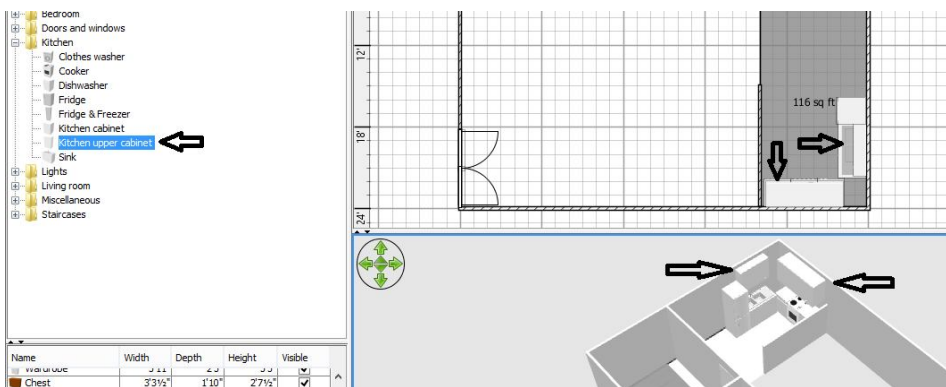 Bedroom
Doors and windows
Kitchen
Clothes washer
Cooker
Dishwasher
Fridge
Fridge & Freezer
Kitchen cabinet
Kitchen upper cabinet
Sink
Lights
Living room
Miscellaneous
Staircases
12'
18'
24'
116 sq ft
Name Width Depth Height Visible
Wardrobe
Chest 3'3½" 1'10" 2'7½"